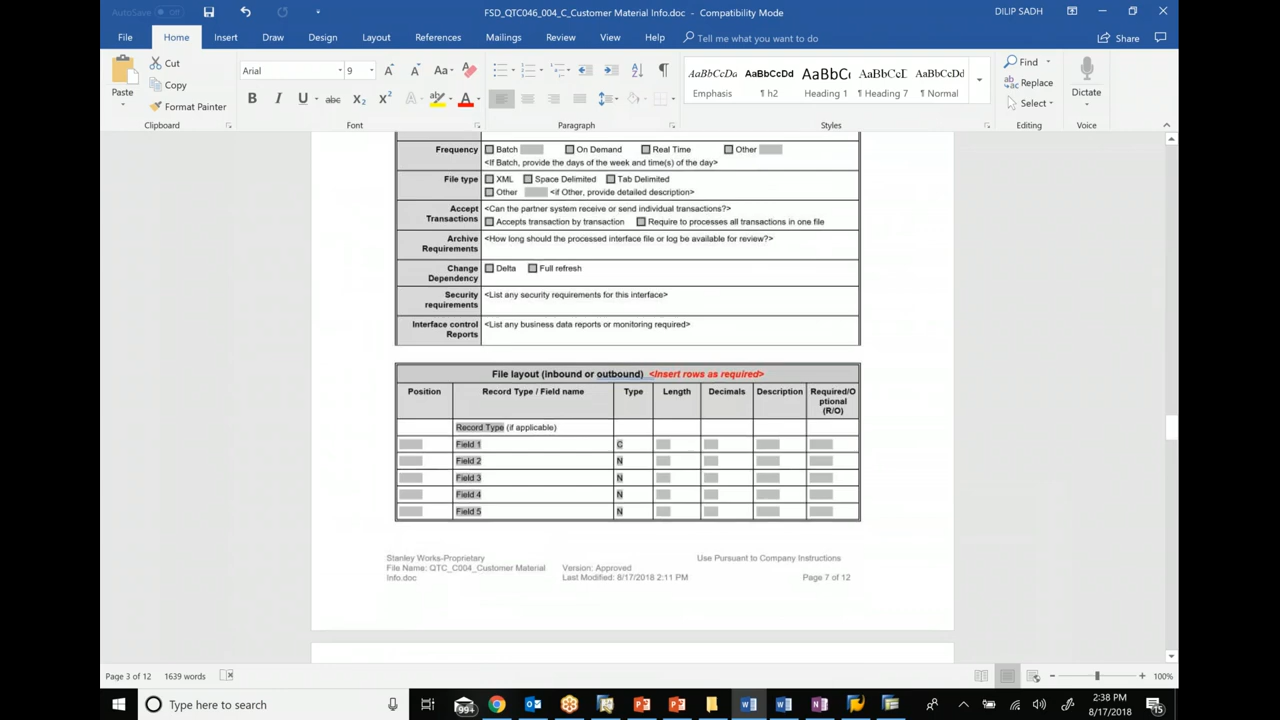 AutoSave Off
FSD_QTC046_004_C_Customer Material Info.doc - Compatibility Mode
DILIP SADH
File Home Insert Draw Design Layout References Mailings Review View Help Tell me what you want to do Share
Paste
Cut
Copy
Format Painter
Clipboard
Arial 9
Font
Paragraph
AaBbCcDa AaBbCcDd AaBbC AaBbCcD AaBbCcD
Emphasis ¶ h2 Heading 1 ¶ Heading 7 ¶ Normal
Styles
Find
Replace
Select
Editing
Dictate
Voice
Frequency Batch On Demand Real Time Other
<If Batch, provide the days of the week and time(s) of the day>
File type XML Space Delimited Tab Delimited
Other <if Other, provide detailed description>
Accept Transactions <Can the partner system receive or send individual transactions?>
Accepts transaction by transaction Require to processes all transactions in one file
Archive Requirements <How long should the processed interface file or log be available for review?>
Change Dependency Delta Full refresh
Security requirements <List any security requirements for this interface>
Interface control Reports <List any business data reports or monitoring required>
File layout (inbound or outbound) <Insert rows as required>
Position Record Type / Field name Type Length Decimals Description Required/O ptional (R/O)
Record Type (if applicable)
Field 1 C
Field 2 N
Field 3 N
Field 4 N
Field 5 N
Stanley Works-Proprietary Use Pursuant to Company Instructions
File Name: QTC_C004_Customer Material Version: Approved
Info.doc Last Modified: 8/17/2018 2:11 PM Page 7 of 12
Page 3 of 12 1639 words 100%
Type here to search
99+
2:38 PM
8/17/2018
15